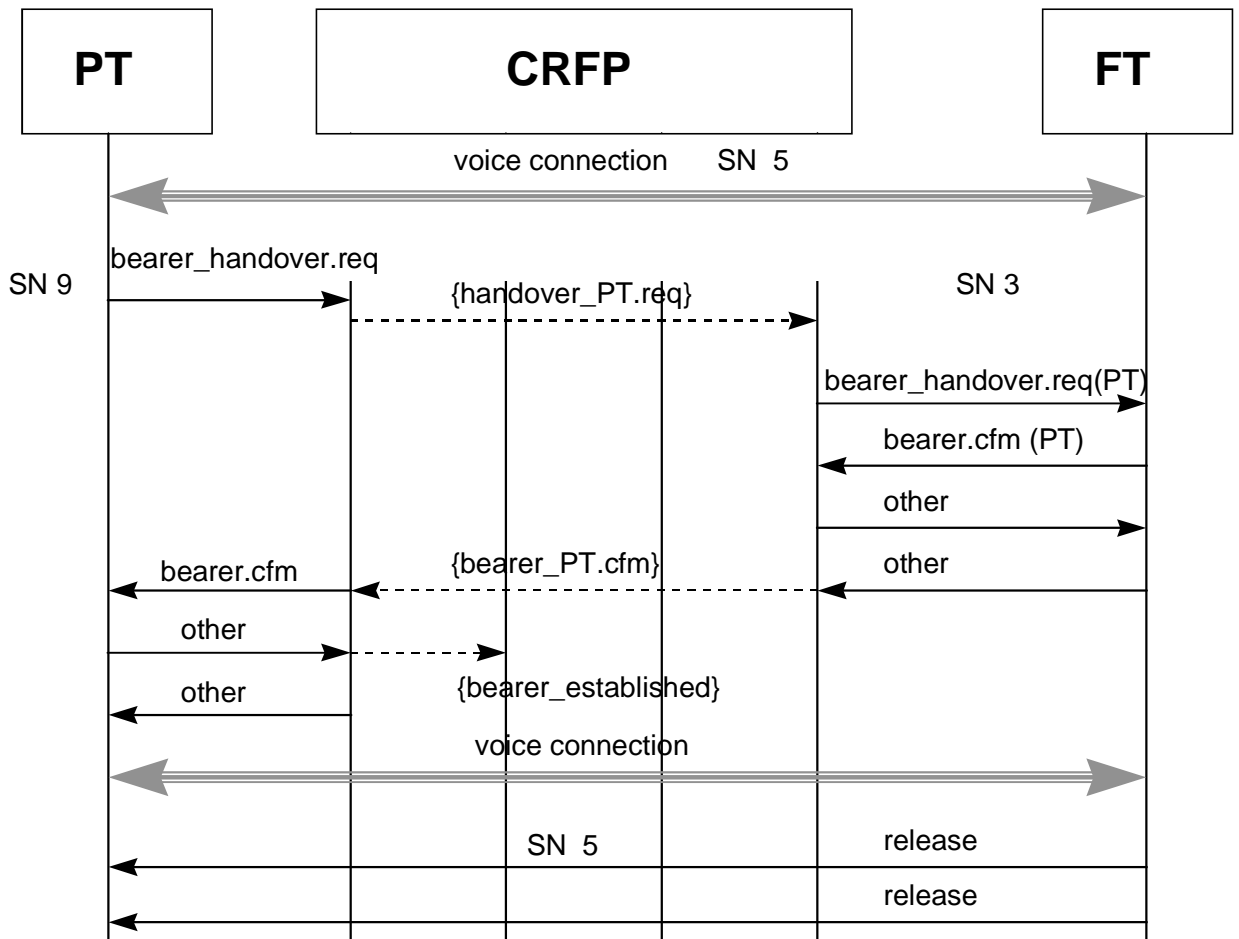 PT
CRFP
FT
voice connection SN 5
bearer_handover.req
SN 9
{handover_PT.req}
SN 3
bearer_handover.req(PT)
bearer.cfm (PT)
other
bearer.cfm
{bearer_PT.cfm}
other
other
other
{bearer_established}
voice connection
SN 5
release
release